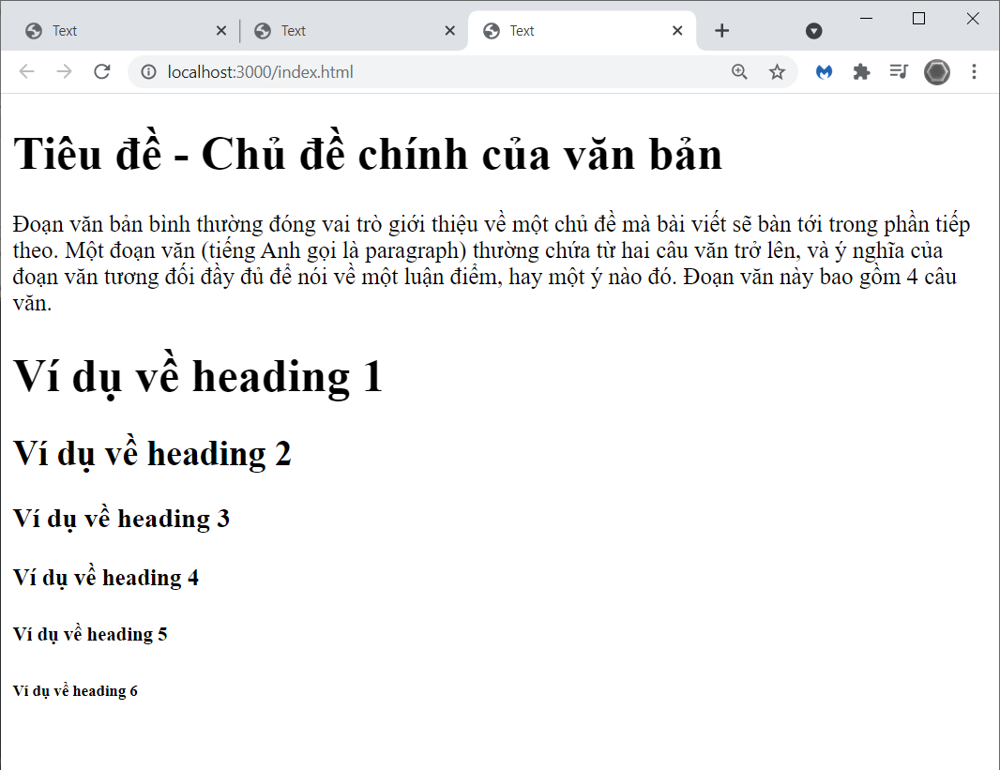 Text
Text
Text
localhost:3000/index.html
Tiêu đề - Chủ đề chính của văn bản
Đoạn văn bản bình thường đóng vai trò giới thiệu về một chủ đề mà bài viết sẽ bàn tới trong phần tiếp
theo. Một đoạn văn (tiếng Anh gọi là paragraph) thường chứa từ hai câu văn trở lên, và ý nghĩa của
đoạn văn tương đối đầy đủ để nói về một luận điểm, hay một ý nào đó. Đoạn văn này bao gồm 4 câu
văn.
Ví dụ về heading 1
Ví dụ về heading 2
Ví dụ về heading 3
Ví dụ về heading 4
Ví dụ về heading 5
Ví dụ về heading 6